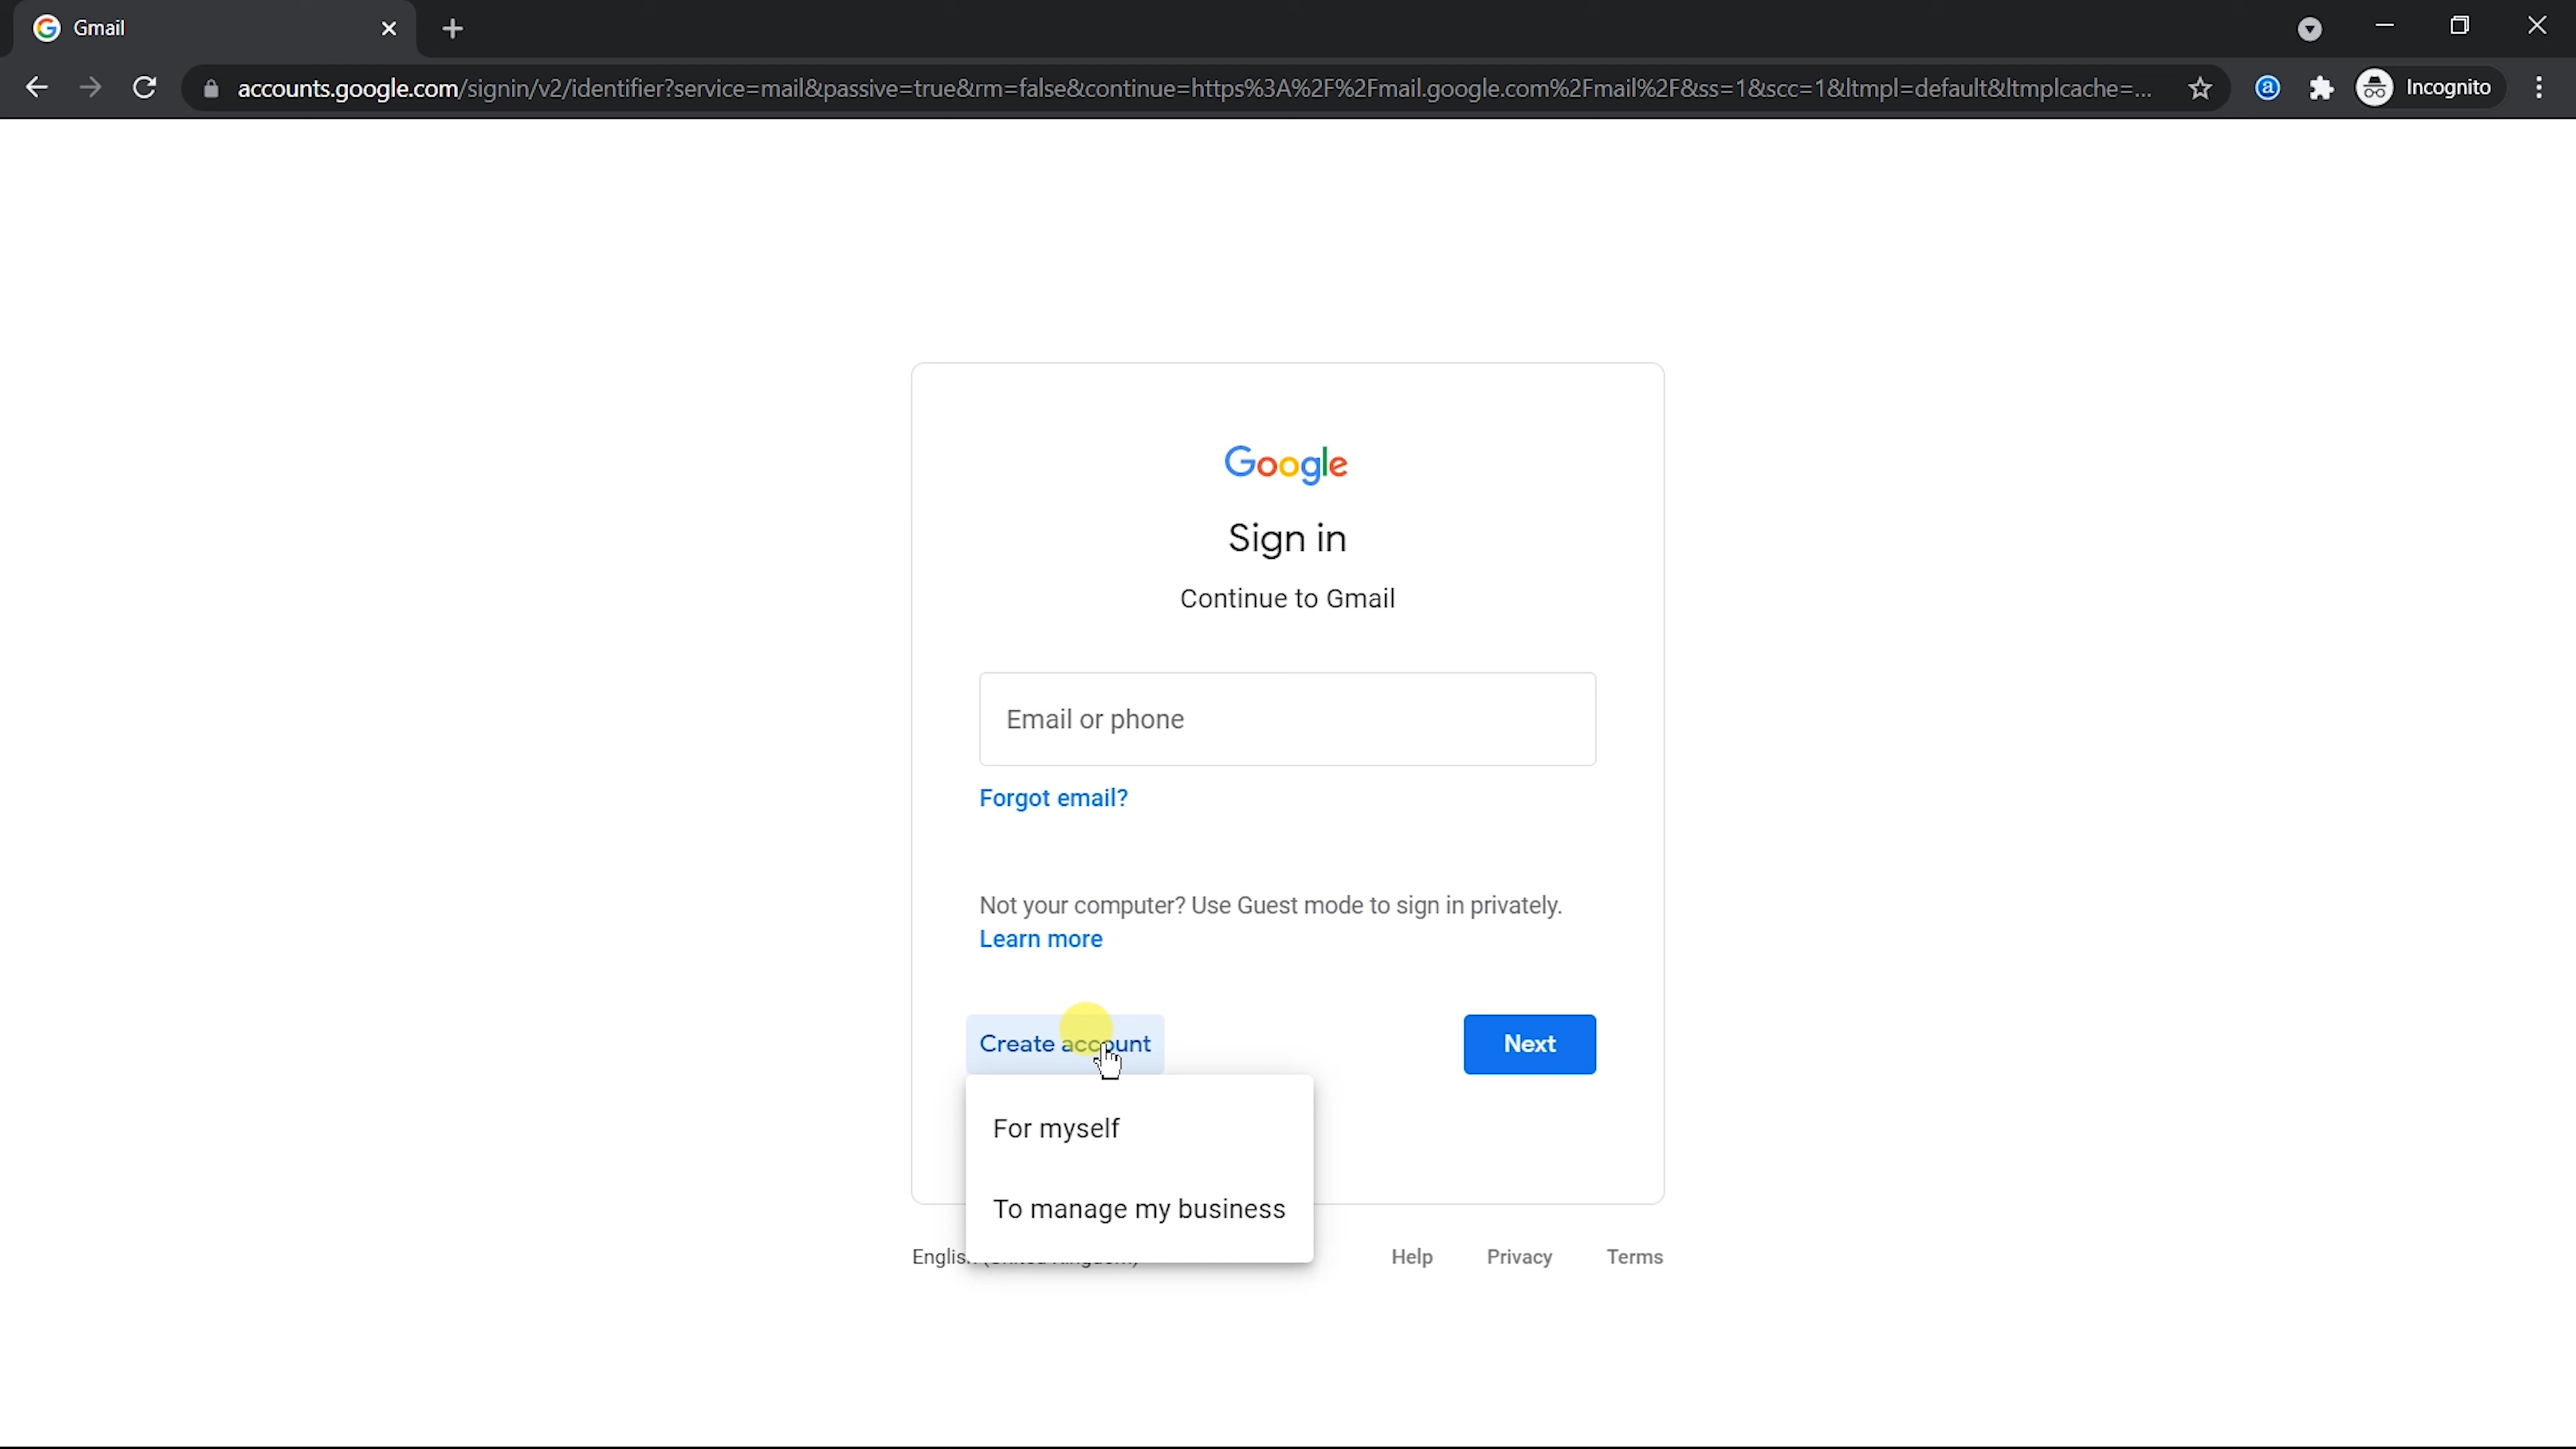 Gmail
accounts.google.com/signin/v2/identifier?service=mail&passive=true&rm=false&continue=https%3A%2F%2Fmail.google.com%2Fmail%2F&ss=1&scc=1&ltmpl=default&ltmplcache=...
Incognito
Google
Sign in
Continue to Gmail
Email or phone
Forgot email?
Not your computer? Use Guest mode to sign in privately.
Learn more
Create account
Next
For myself
To manage my business
Help Privacy Terms